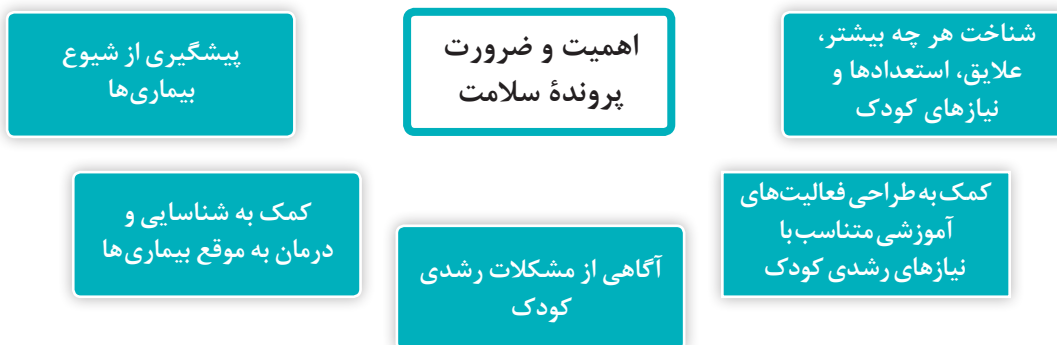 اهمیت و ضرورت
پروندۀ سلامت
شناخت هر چه بیشتر،
علایق، استعدادها و
نیازهای کودک
کمک به طراحی فعالیت‌های
آموزشی متناسب با
نیازهای رشدی کودک
آگاهی از مشکلات رشدی
کودک
کمک به شناسایی و
درمان به موقع بیماری‌ها
پیشگیری از شیوع
بیماری‌ها